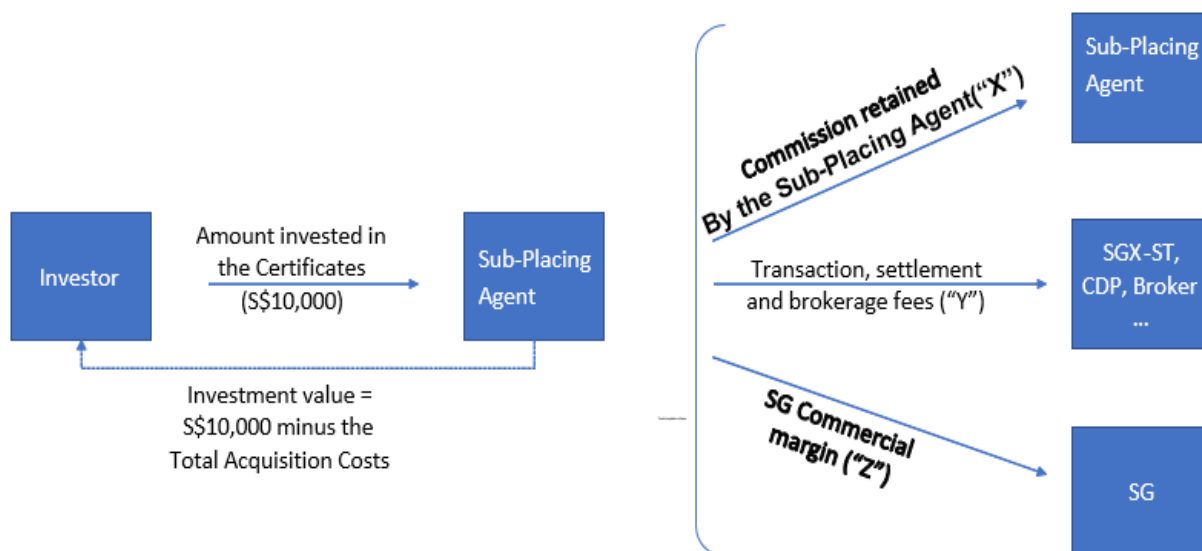 Investor
Amount invested in
the Certificates
(S$10,000)
Sub-Placing
Agent
Investment value =
S$10,000 minus the
Total Acquisition Costs
Commission retained
By the Sub-Placing Agent(“X”)
Sub-Placing
Agent
Transaction, settlement
and brokerage fees (“Y”)
SGX-ST,
CDP, Broker
...
SG Commercial
margin (“Z”)
SG